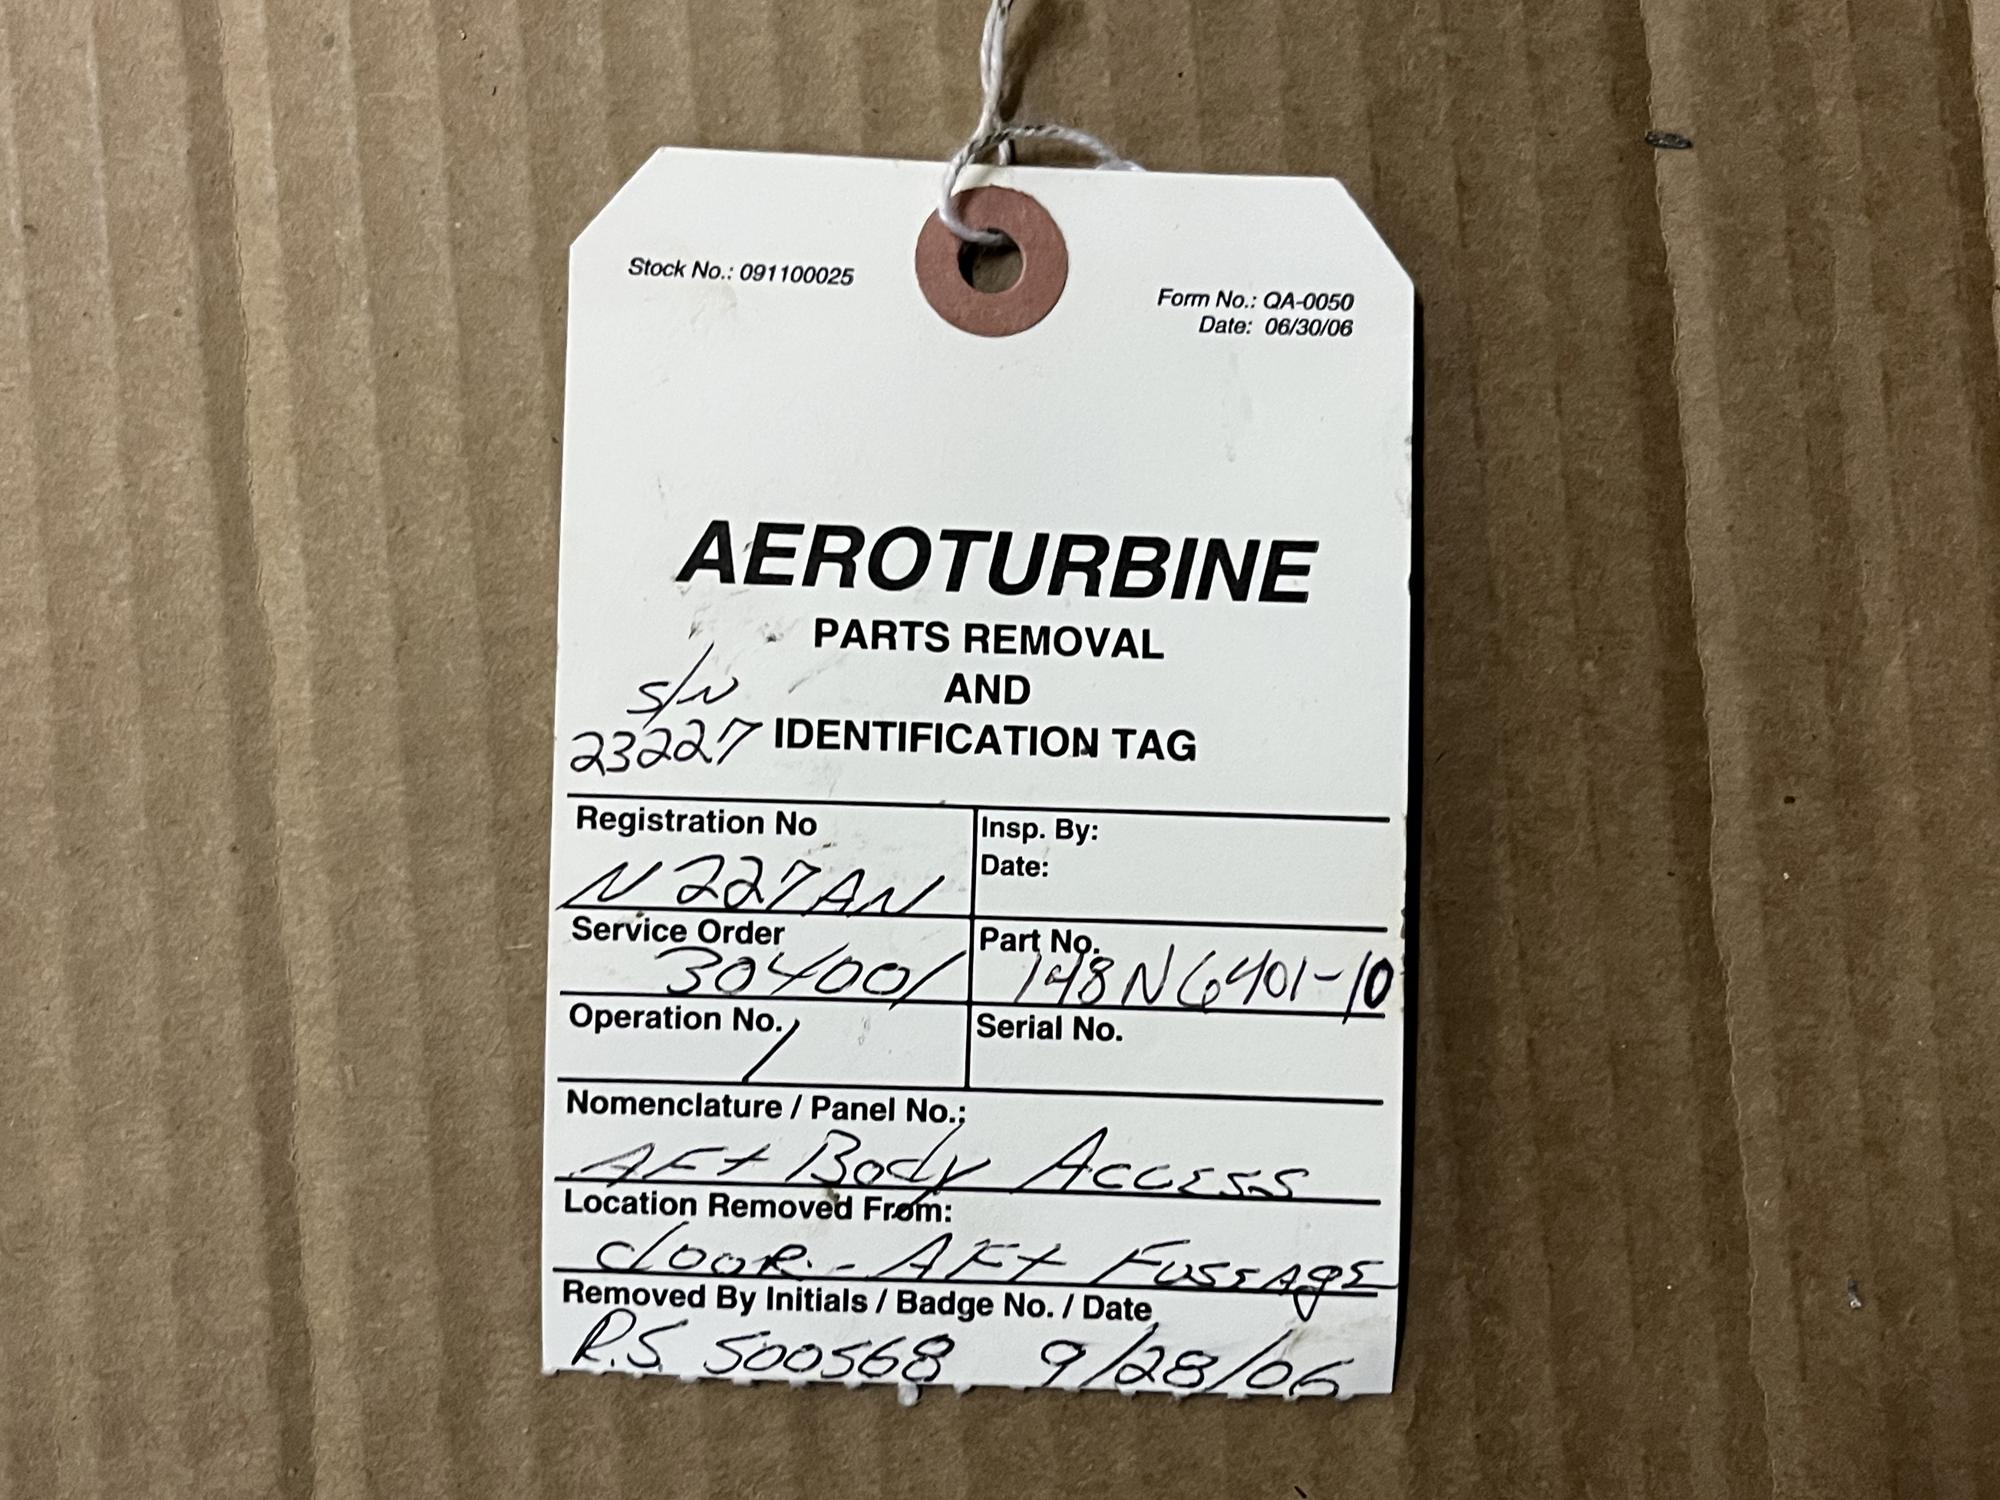 Stock No.: 091100025
Form No.: QA-0050
Date: 06/30/06
AEROTURBINE
PARTS REMOVAL
AND
IDENTIFICATION TAG
S/N
23227
Registration No
N227AN
Insp. By:
Date:
Service Order
304001
Part No.
148N6401-10
Operation No.
1
Serial No.
Nomenclature / Panel No.:
AFt Body Access
Location Removed From:
dooR - AFt FusEAgE
Removed By Initials / Badge No. / Date
R.S. 500568 9/28/06